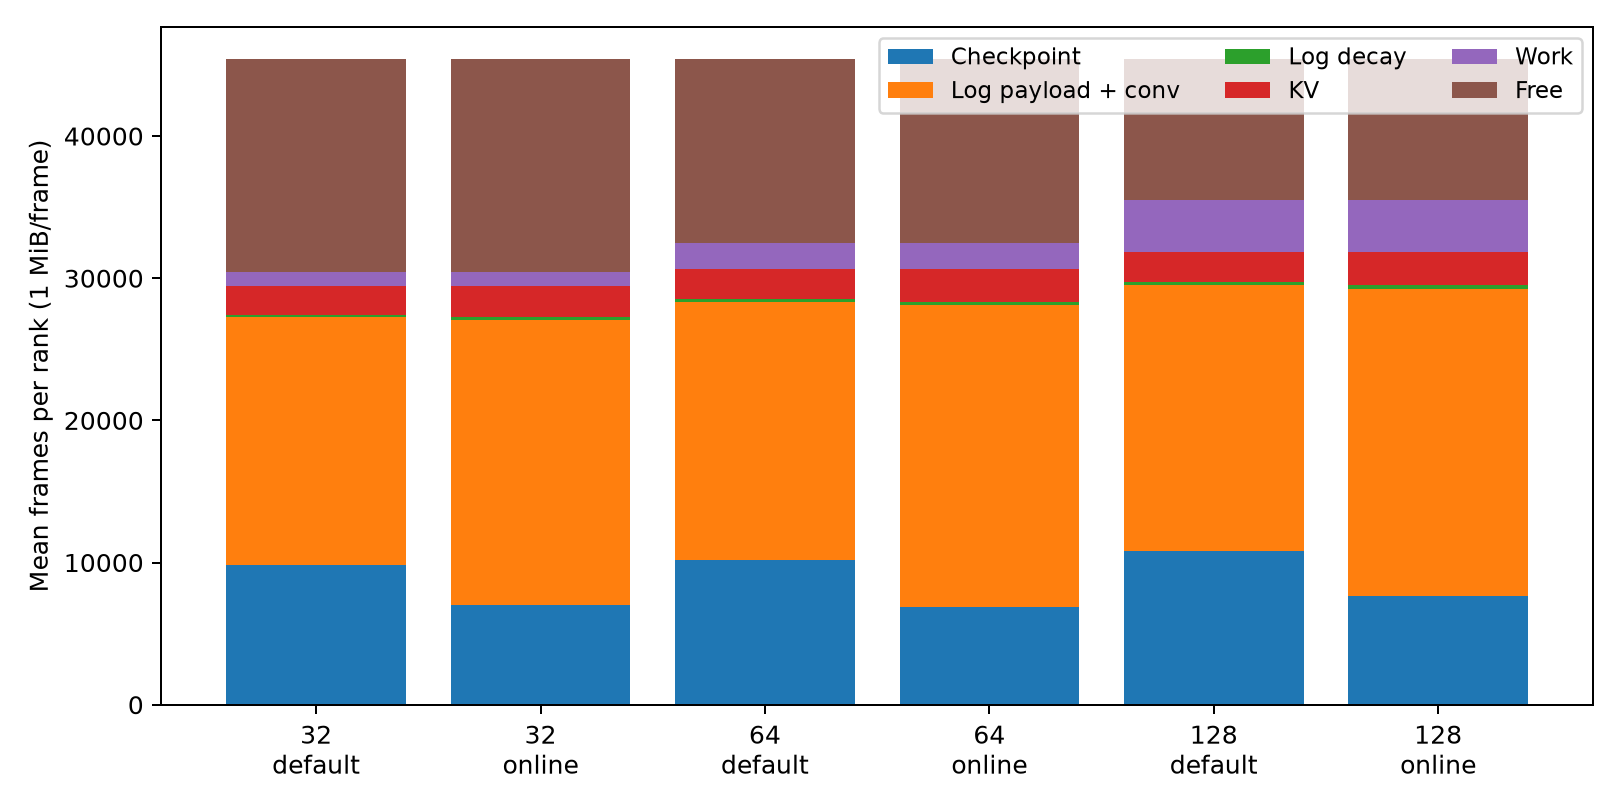 Mean frames per rank (1 MiB/frame)
40000
30000
20000
10000
0
Checkpoint
Log payload + conv
Log decay
KV
Work
Free
32
default
32
online
64
default
64
online
128
default
128
online